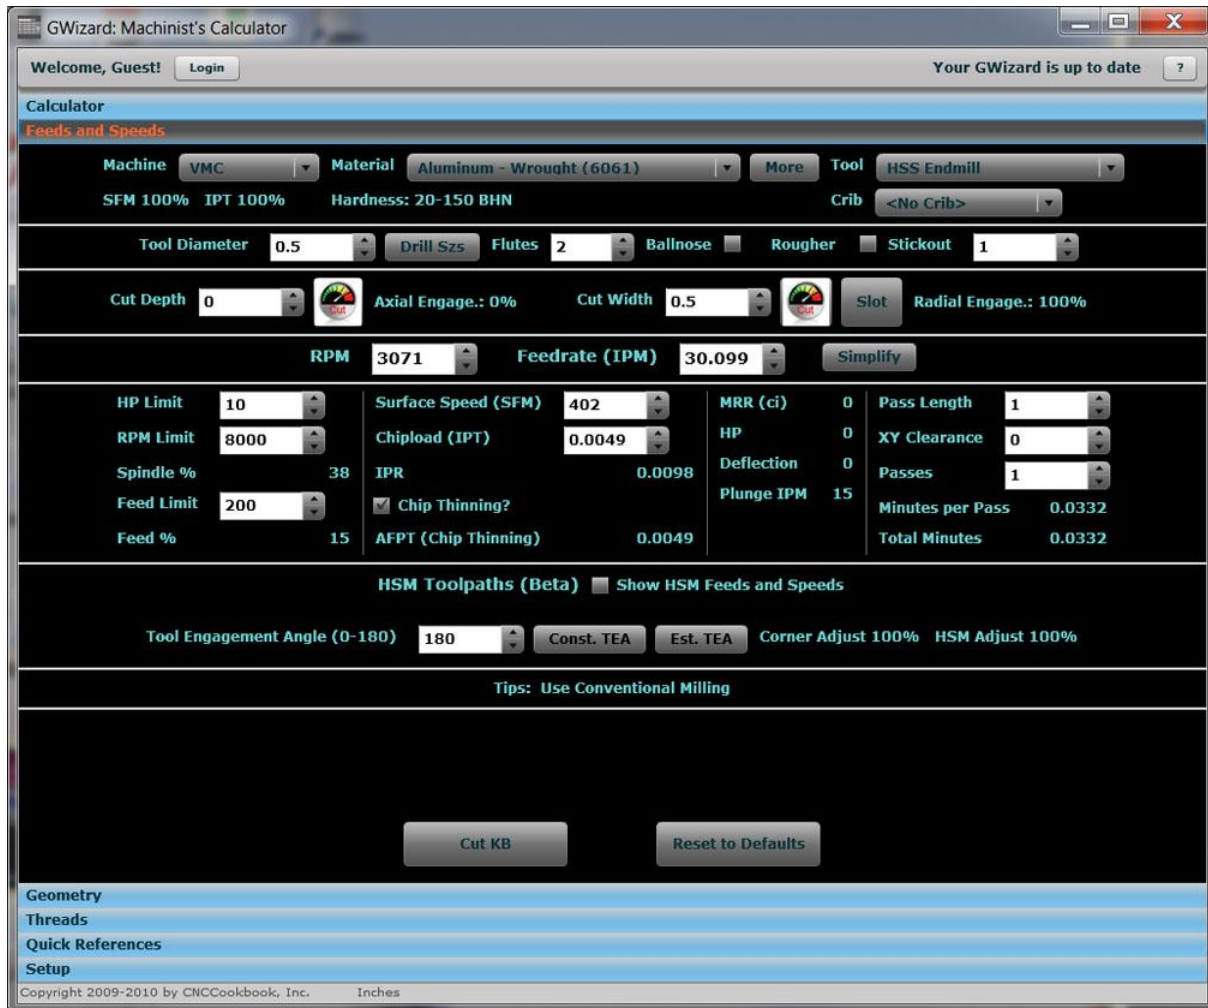 GWizard: Machinist's Calculator
Welcome, Guest! Login Your GWizard is up to date ?
Calculator
Feeds and Speeds
Machine VMC Material Aluminum - Wrought (6061) More Tool HSS Endmill
SFM 100% IPT 100% Hardness: 20-150 BHN Crib <No Crib>
Tool Diameter 0.5 Drill Szs Flutes 2 Ballnose Rougher Stickout 1
Cut Depth 0 Cut Axial Engage.: 0% Cut Width 0.5 Cut Slot Radial Engage.: 100%
RPM 3071 Feedrate (IPM) 30.099 Simplify
HP Limit 10 Surface Speed (SFM) 402 MRR (ci) 0 Pass Length 1
RPM Limit 8000 Chipload (IPT) 0.0049 HP 0 XY Clearance 0
Spindle % 38 IPR 0.0098 Deflection 0 Passes 1
Feed Limit 200 Chip Thinning? Plunge IPM 15 Minutes per Pass 0.0332
Feed % 15 AFPT (Chip Thinning) 0.0049 Total Minutes 0.0332
HSM Toolpaths (Beta) Show HSM Feeds and Speeds
Tool Engagement Angle (0-180) 180 Const. TEA Est. TEA Corner Adjust 100% HSM Adjust 100%
Tips: Use Conventional Milling
Cut KB Reset to Defaults
Geometry
Threads
Quick References
Setup
Copyright 2009-2010 by CNCCookbook, Inc. Inches